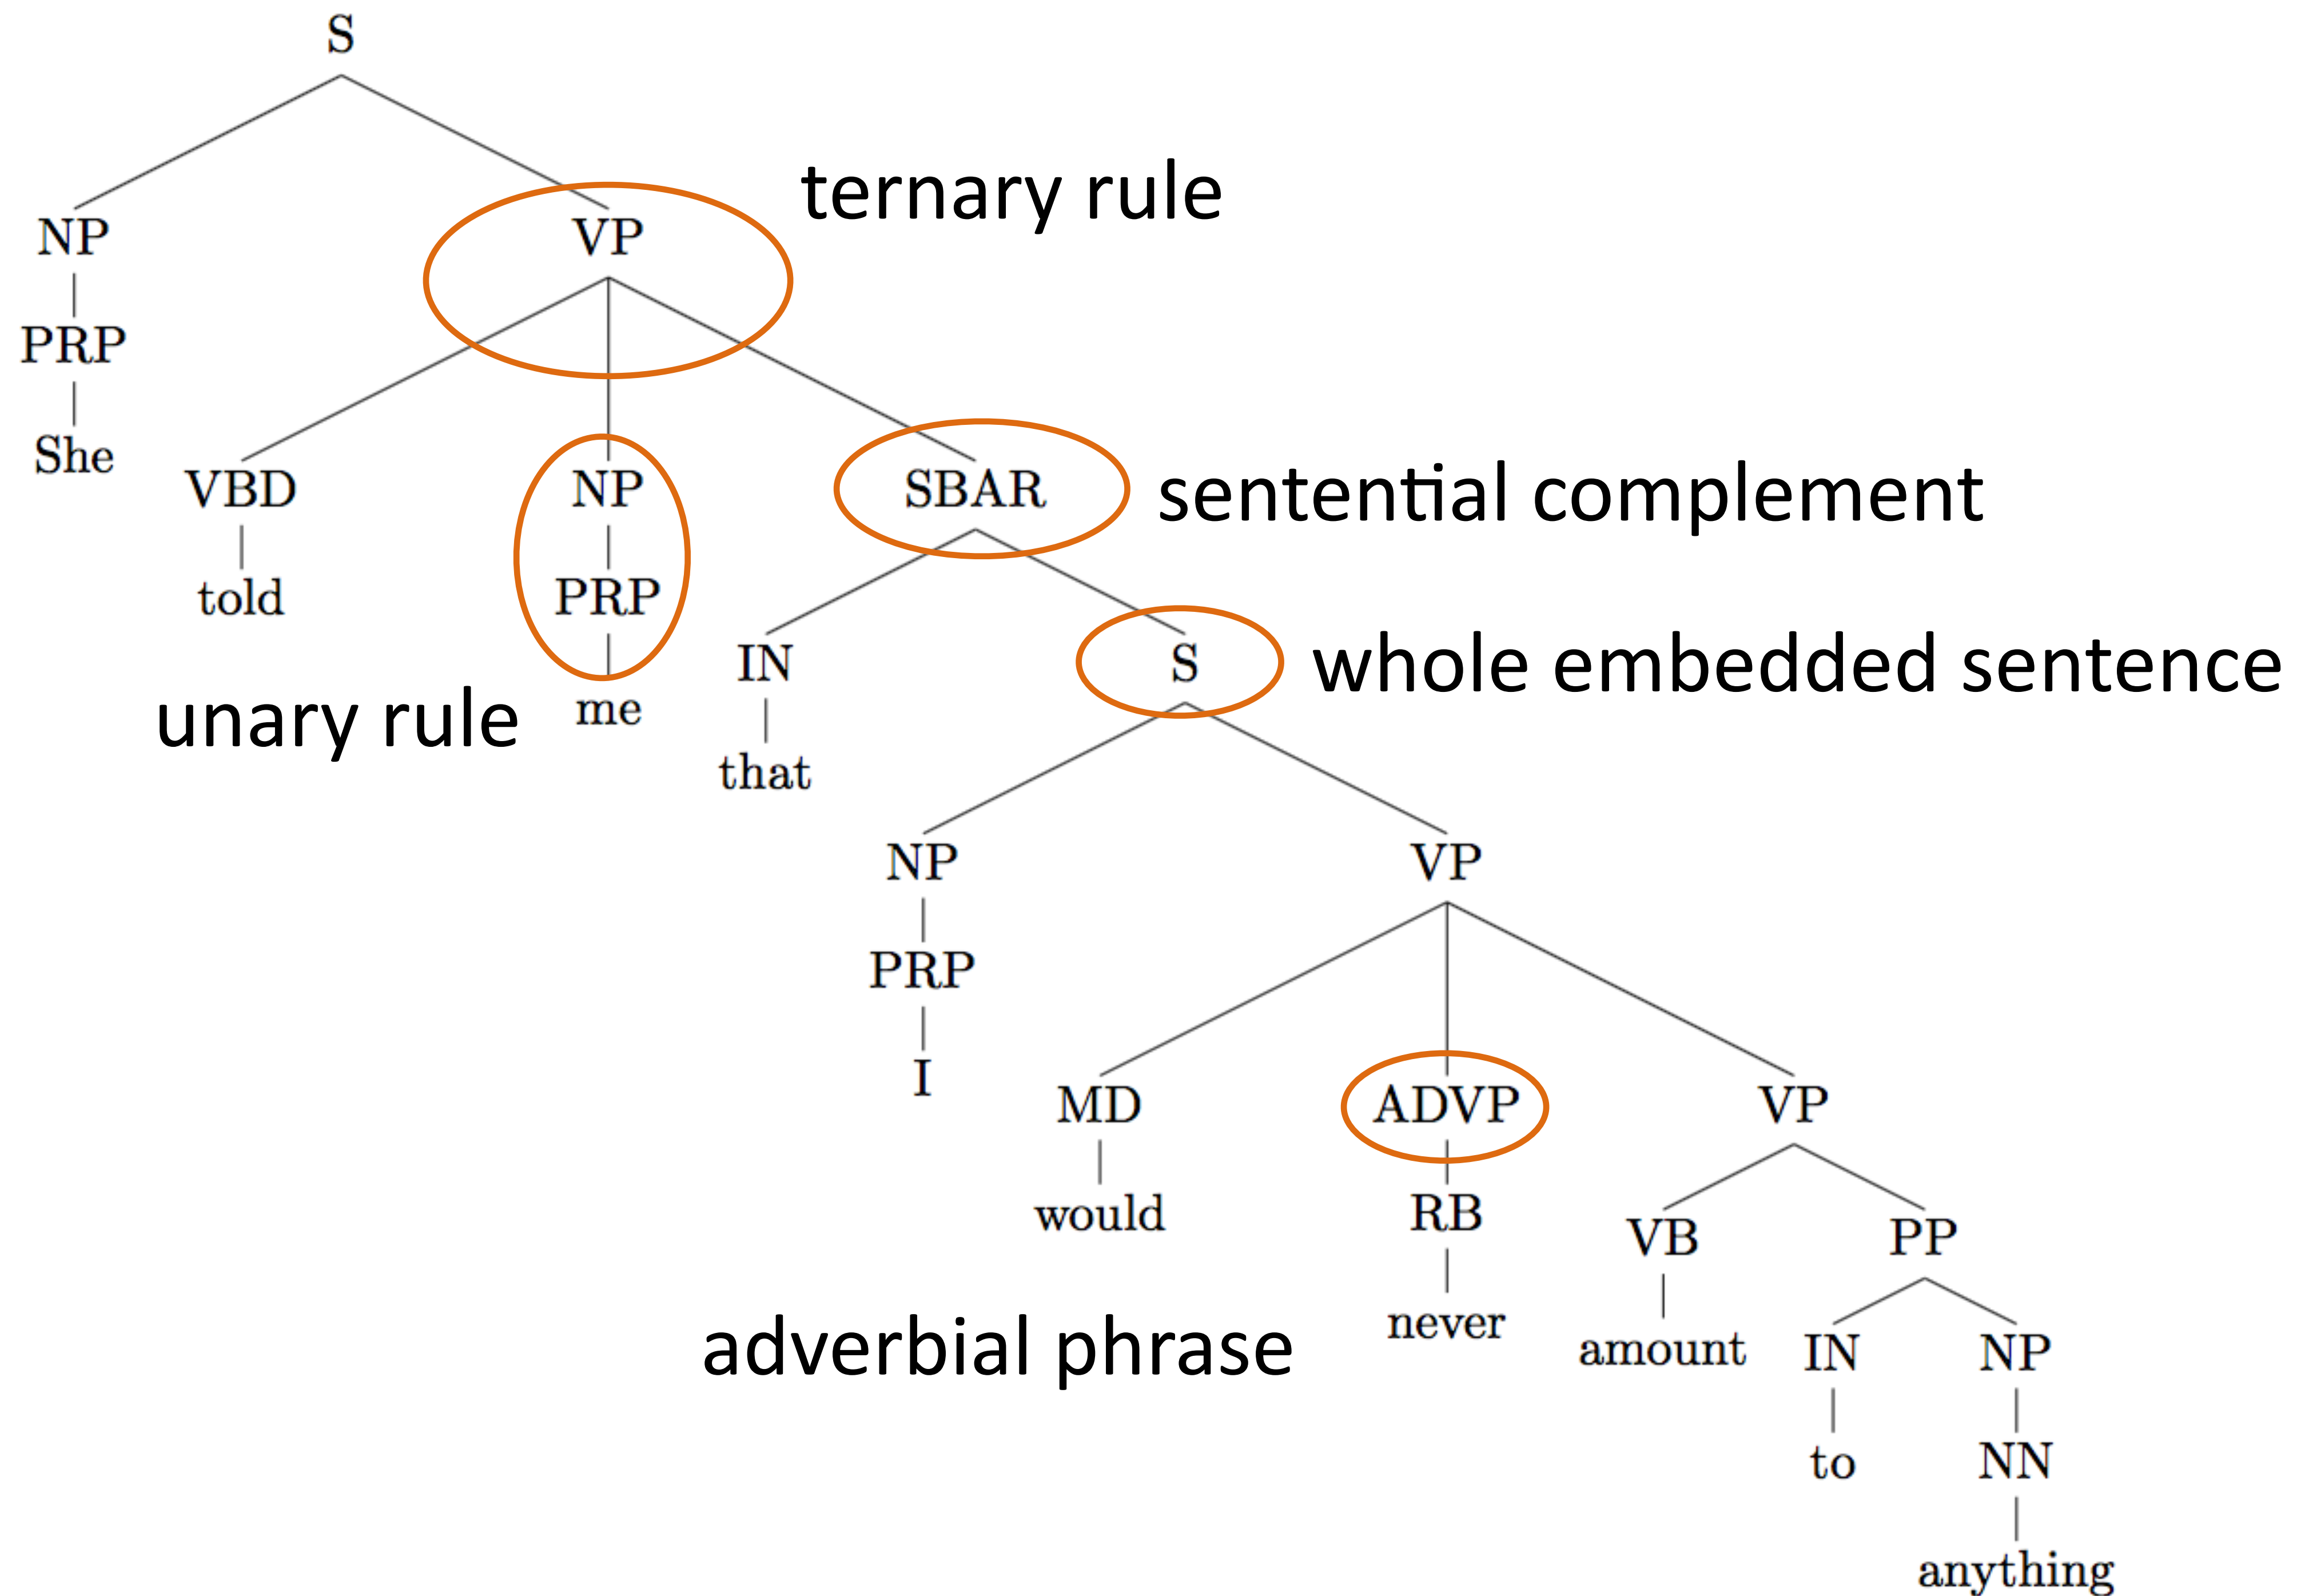 S
ternary rule
NP VP
PRP
She
VBD NP SBAR
sentential complement
told PRP
IN S
whole embedded sentence
unary rule
me
that
NP VP
PRP
I
MD ADVP VP
would RB
VB PP
never
adverbial phrase
amount IN NP
to NN
anything